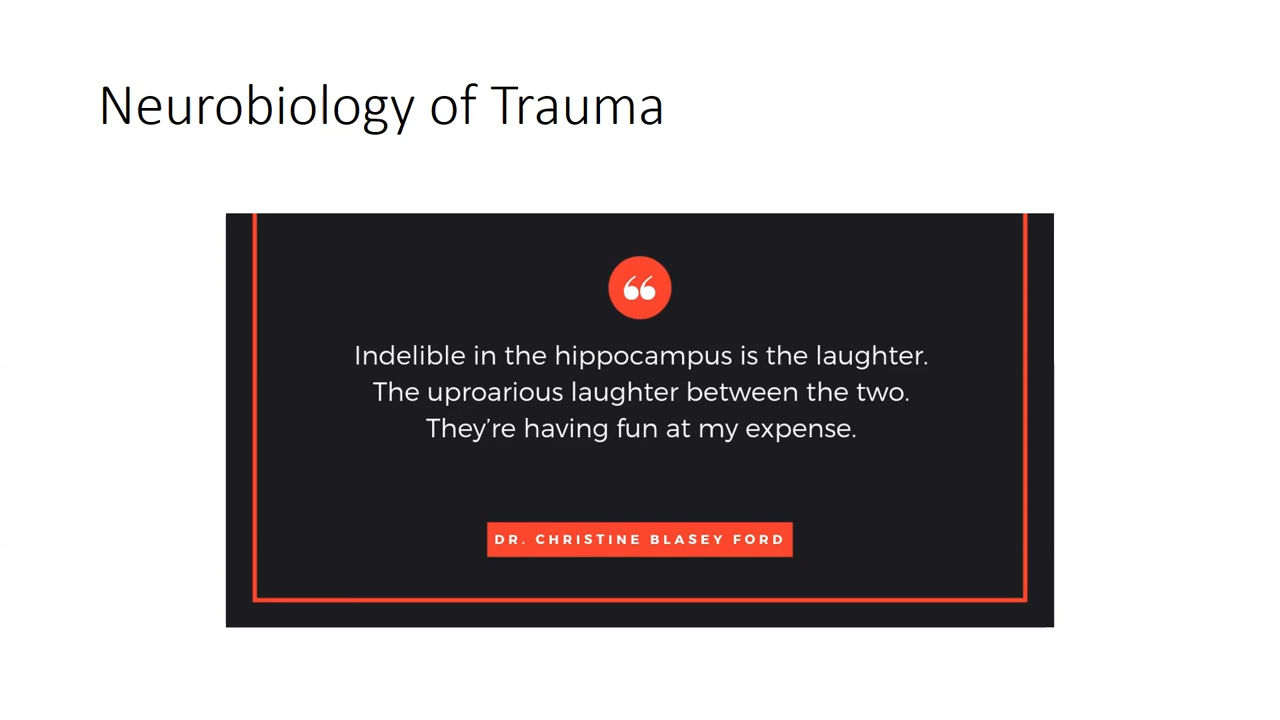 Neurobiology of Trauma
“
Indelible in the hippocampus is the laughter.
The uproarious laughter between the two.
They’re having fun at my expense.
DR. CHRISTINE BLASEY FORD